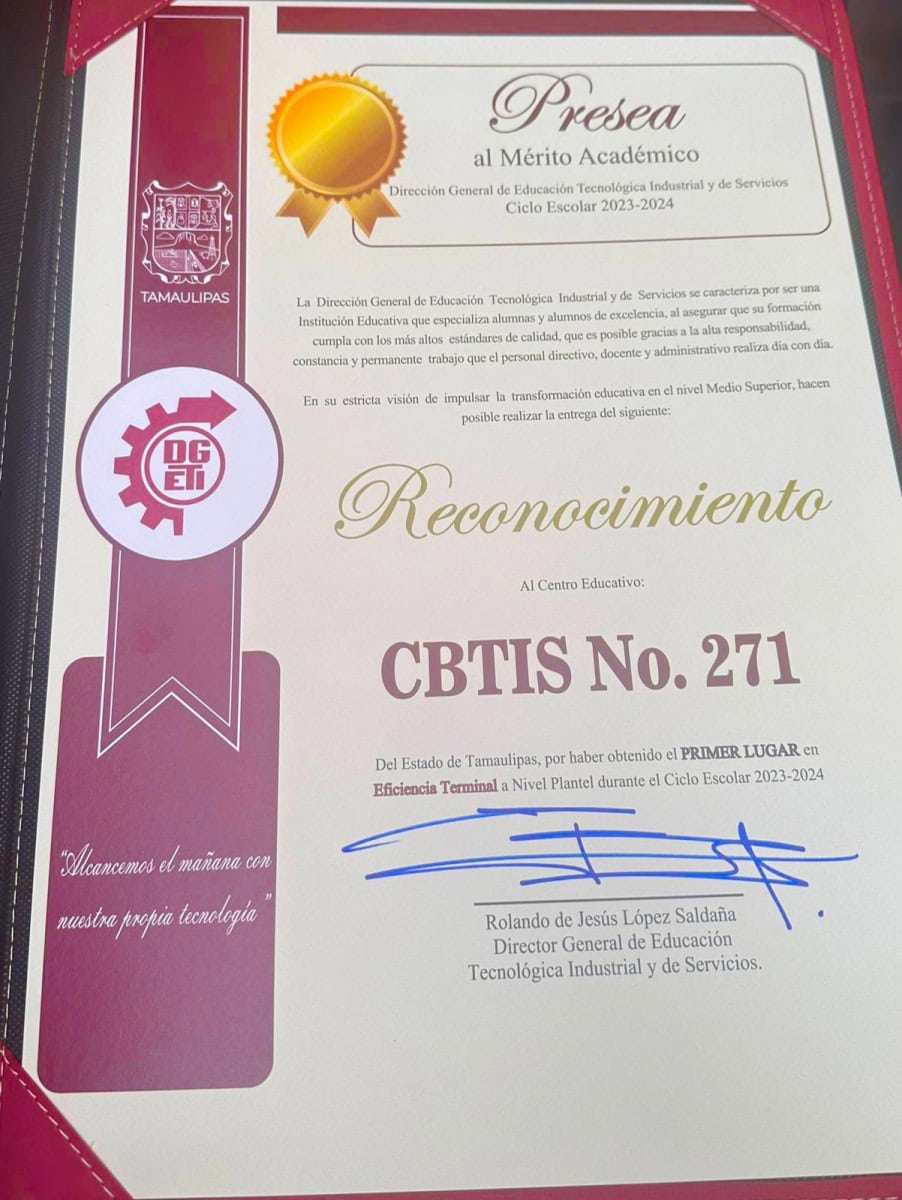 Presea
al Mérito Académico
Dirección General de Educación Tecnológica Industrial y de Servicios
Ciclo Escolar 2023-2024
TAMAULIPAS
La Dirección General de Educación Tecnológica Industrial y de Servicios se caracteriza por ser una
Institución Educativa que especializa alumnas y alumnos de excelencia, al asegurar que su formación
cumpla con los más altos estándares de calidad, que es posible gracias a la alta responsabilidad,
constancia y permanente trabajo que el personal directivo, docente y administrativo realiza día con día.
En su estricta visión de impulsar la transformación educativa en el nivel Medio Superior, hacen
posible realizar la entrega del siguiente:
DG
ETI
Reconocimiento
Al Centro Educativo:
CBTIS No. 271
Del Estado de Tamaulipas, por haber obtenido el PRIMER LUGAR en
Eficiencia Terminal a Nivel Plantel durante el Ciclo Escolar 2023-2024
"Alcancemos el mañana con
nuestra propia tecnología"
Rolando de Jesús López Saldaña
Director General de Educación
Tecnológica Industrial y de Servicios.